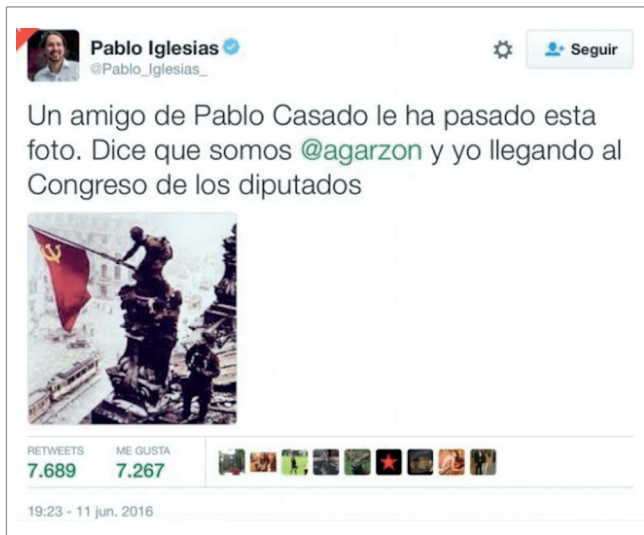 Pablo Iglesias
@Pablo_Iglesias_
Seguir
Un amigo de Pablo Casado le ha pasado esta
foto. Dice que somos @agarzon y yo llegando al
Congreso de los diputados
RETWEETS ME GUSTA
7.689 7.267
19:23 - 11 jun. 2016